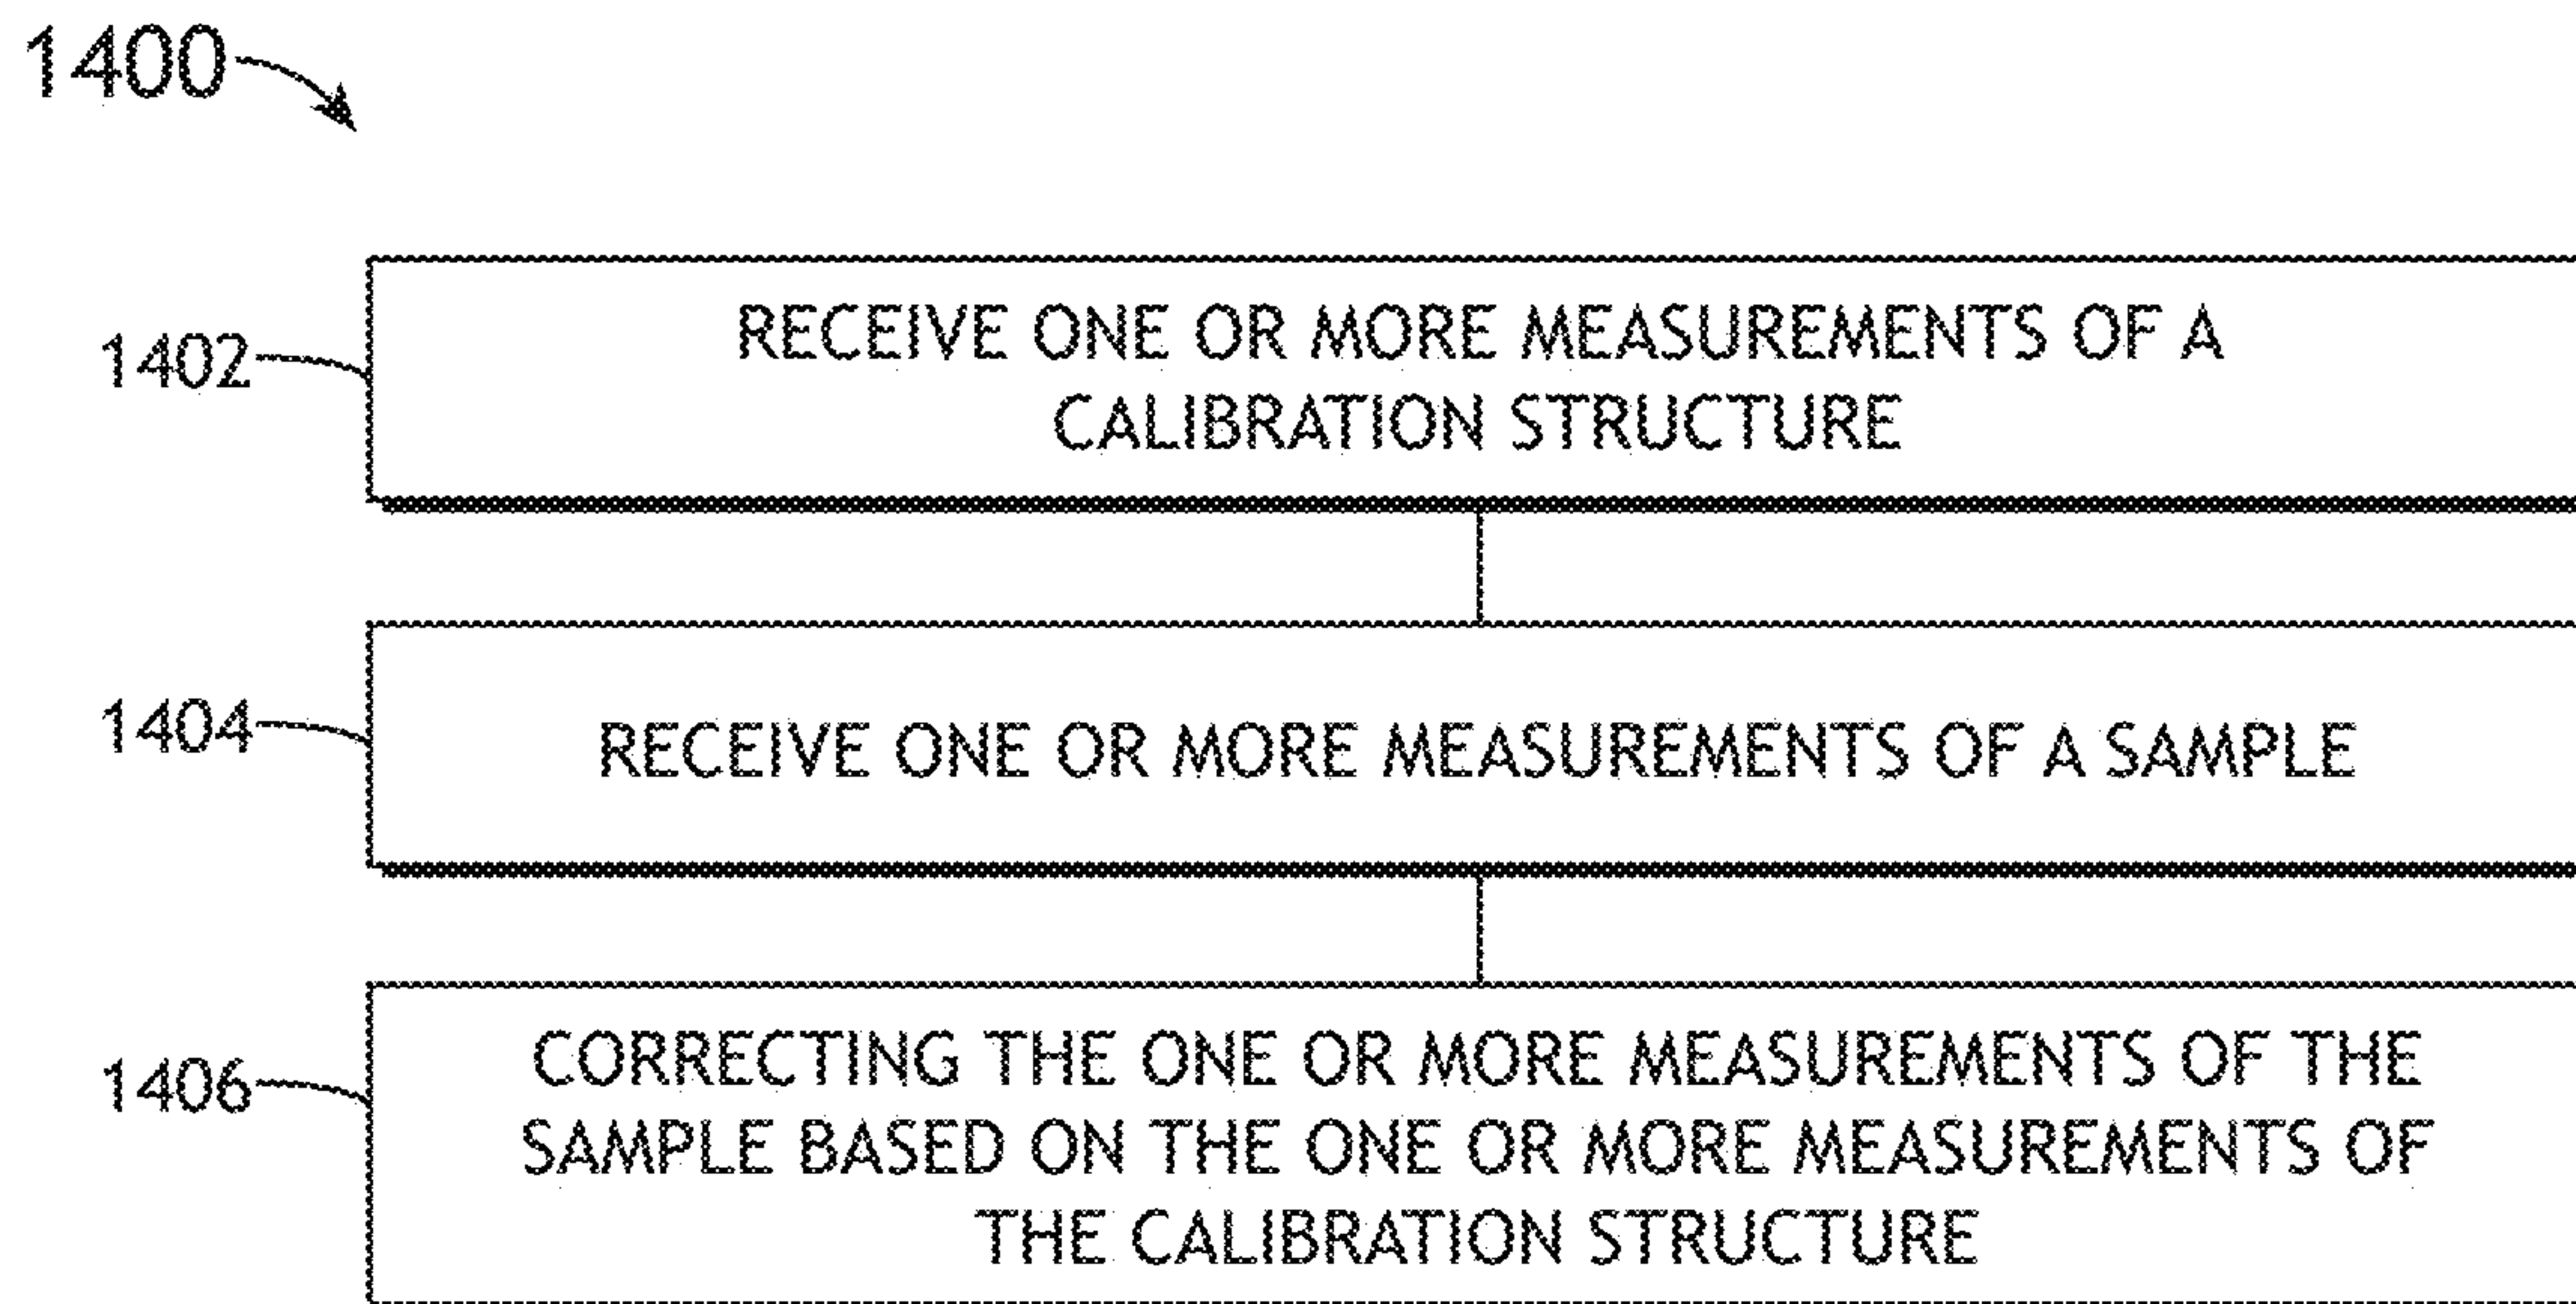 1400
1402
RECEIVE ONE OR MORE MEASUREMENTS OF A
CALIBRATION STRUCTURE
1404
RECEIVE ONE OR MORE MEASUREMENTS OF A SAMPLE
1406
CORRECTING THE ONE OR MORE MEASUREMENTS OF THE
SAMPLE BASED ON THE ONE OR MORE MEASUREMENTS OF
THE CALIBRATION STRUCTURE